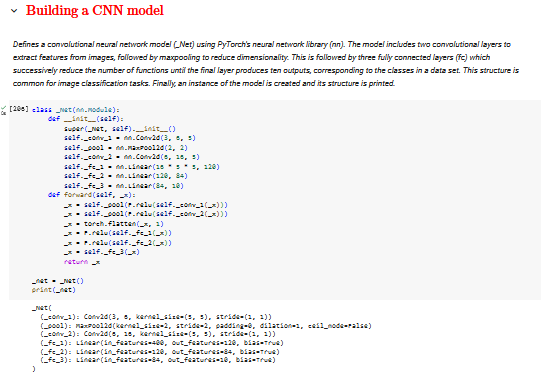 Building a CNN model
Defines a convolutional neural network model (_Net) using PyTorch's neural network library (nn). The model includes two convolutional layers to
extract features from images, followed by maxpooling to reduce dimensionality. This is followed by three fully connected layers (fc) which
successively reduce the number of functions until the final layer produces ten outputs, corresponding to the classes in a data set. This structure is
common for image classification tasks. Finally, an instance of the model is created and its structure is printed.
[206] class _Net(nn.Module):
def __init__(self):
super(_Net, self).__init__()
self._conv_1 = nn.Conv2d(3, 6, 5)
self._pool = nn.MaxPool2d(2, 2)
self._conv_2 = nn.Conv2d(6, 16, 5)
self._fc_1 = nn.Linear(16 * 5 * 5, 120)
self._fc_2 = nn.Linear(120, 84)
self._fc_3 = nn.Linear(84, 10)
def forward(self, _x):
_x = self._pool(F.relu(self._conv_1(_x)))
_x = self._pool(F.relu(self._conv_2(_x)))
_x = torch.flatten(_x, 1)
_x = F.relu(self._fc_1(_x))
_x = F.relu(self._fc_2(_x))
_x = self._fc_3(_x)
return _x
_net = _Net()
print(_net)
_Net(
(_conv_1): Conv2d(3, 6, kernel_size=(5, 5), stride=(1, 1))
(_pool): MaxPool2d(kernel_size=2, stride=2, padding=0, dilation=1, ceil_mode=False)
(_conv_2): Conv2d(6, 16, kernel_size=(5, 5), stride=(1, 1))
(_fc_1): Linear(in_features=400, out_features=120, bias=True)
(_fc_2): Linear(in_features=120, out_features=84, bias=True)
(_fc_3): Linear(in_features=84, out_features=10, bias=True)
)